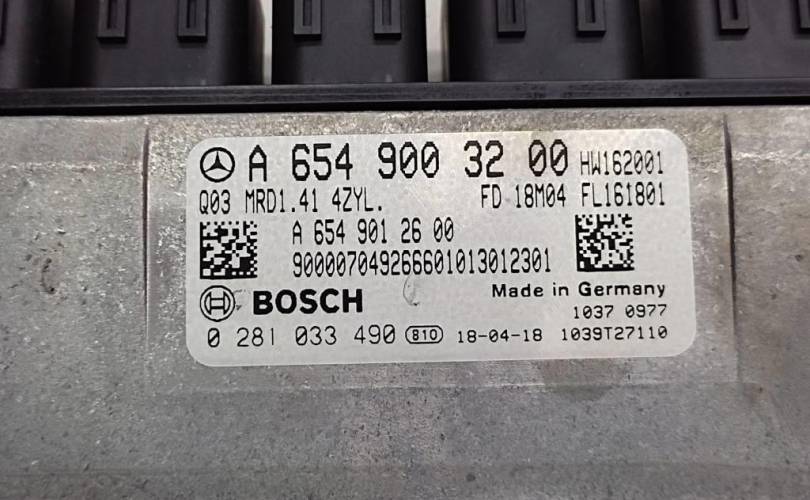 A 654 900 32 00 HW162001
Q03 MRD1.41 4ZYL. FD 18M04 FL161801
A 654 901 26 00
900007049266601013012301
BOSCH Made in Germany
1037 0977
0 281 033 490 810 18-04-18 1039T27110